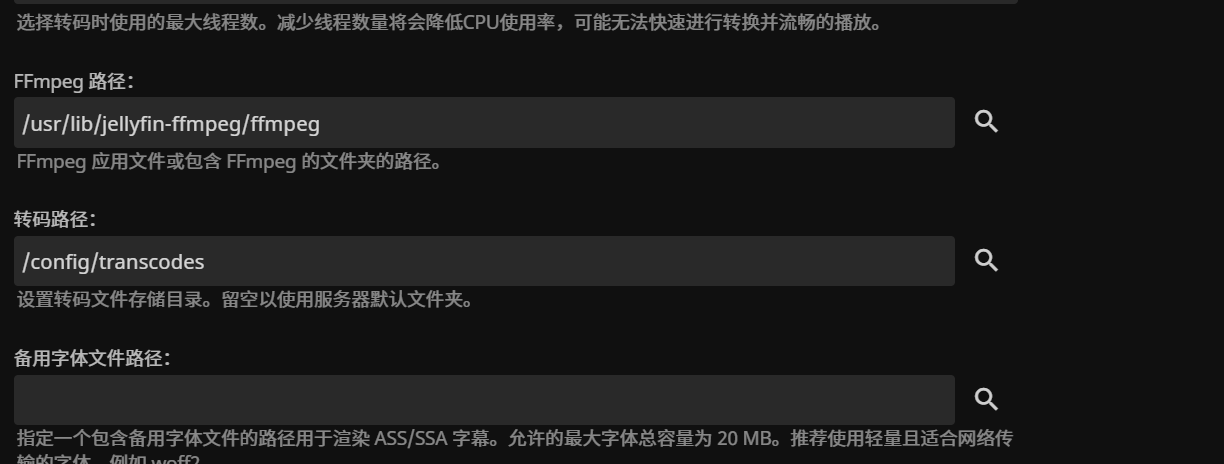 选择转码时使用的最大线程数。减少线程数量将会降低CPU使用率，可能无法快速进行转换并流畅的播放。
FFmpeg 路径：
/usr/lib/jellyfin-ffmpeg/ffmpeg
FFmpeg 应用文件或包含 FFmpeg 的文件夹的路径。
转码路径：
/config/transcodes
设置转码文件存储目录。留空以使用服务器默认文件夹。
备用字体文件路径：
指定一个包含备用字体文件的路径用于渲染 ASS/SSA 字幕。允许的最大字体总容量为 20 MB。推荐使用轻量且适合网络传
输的字体，例如 woff2